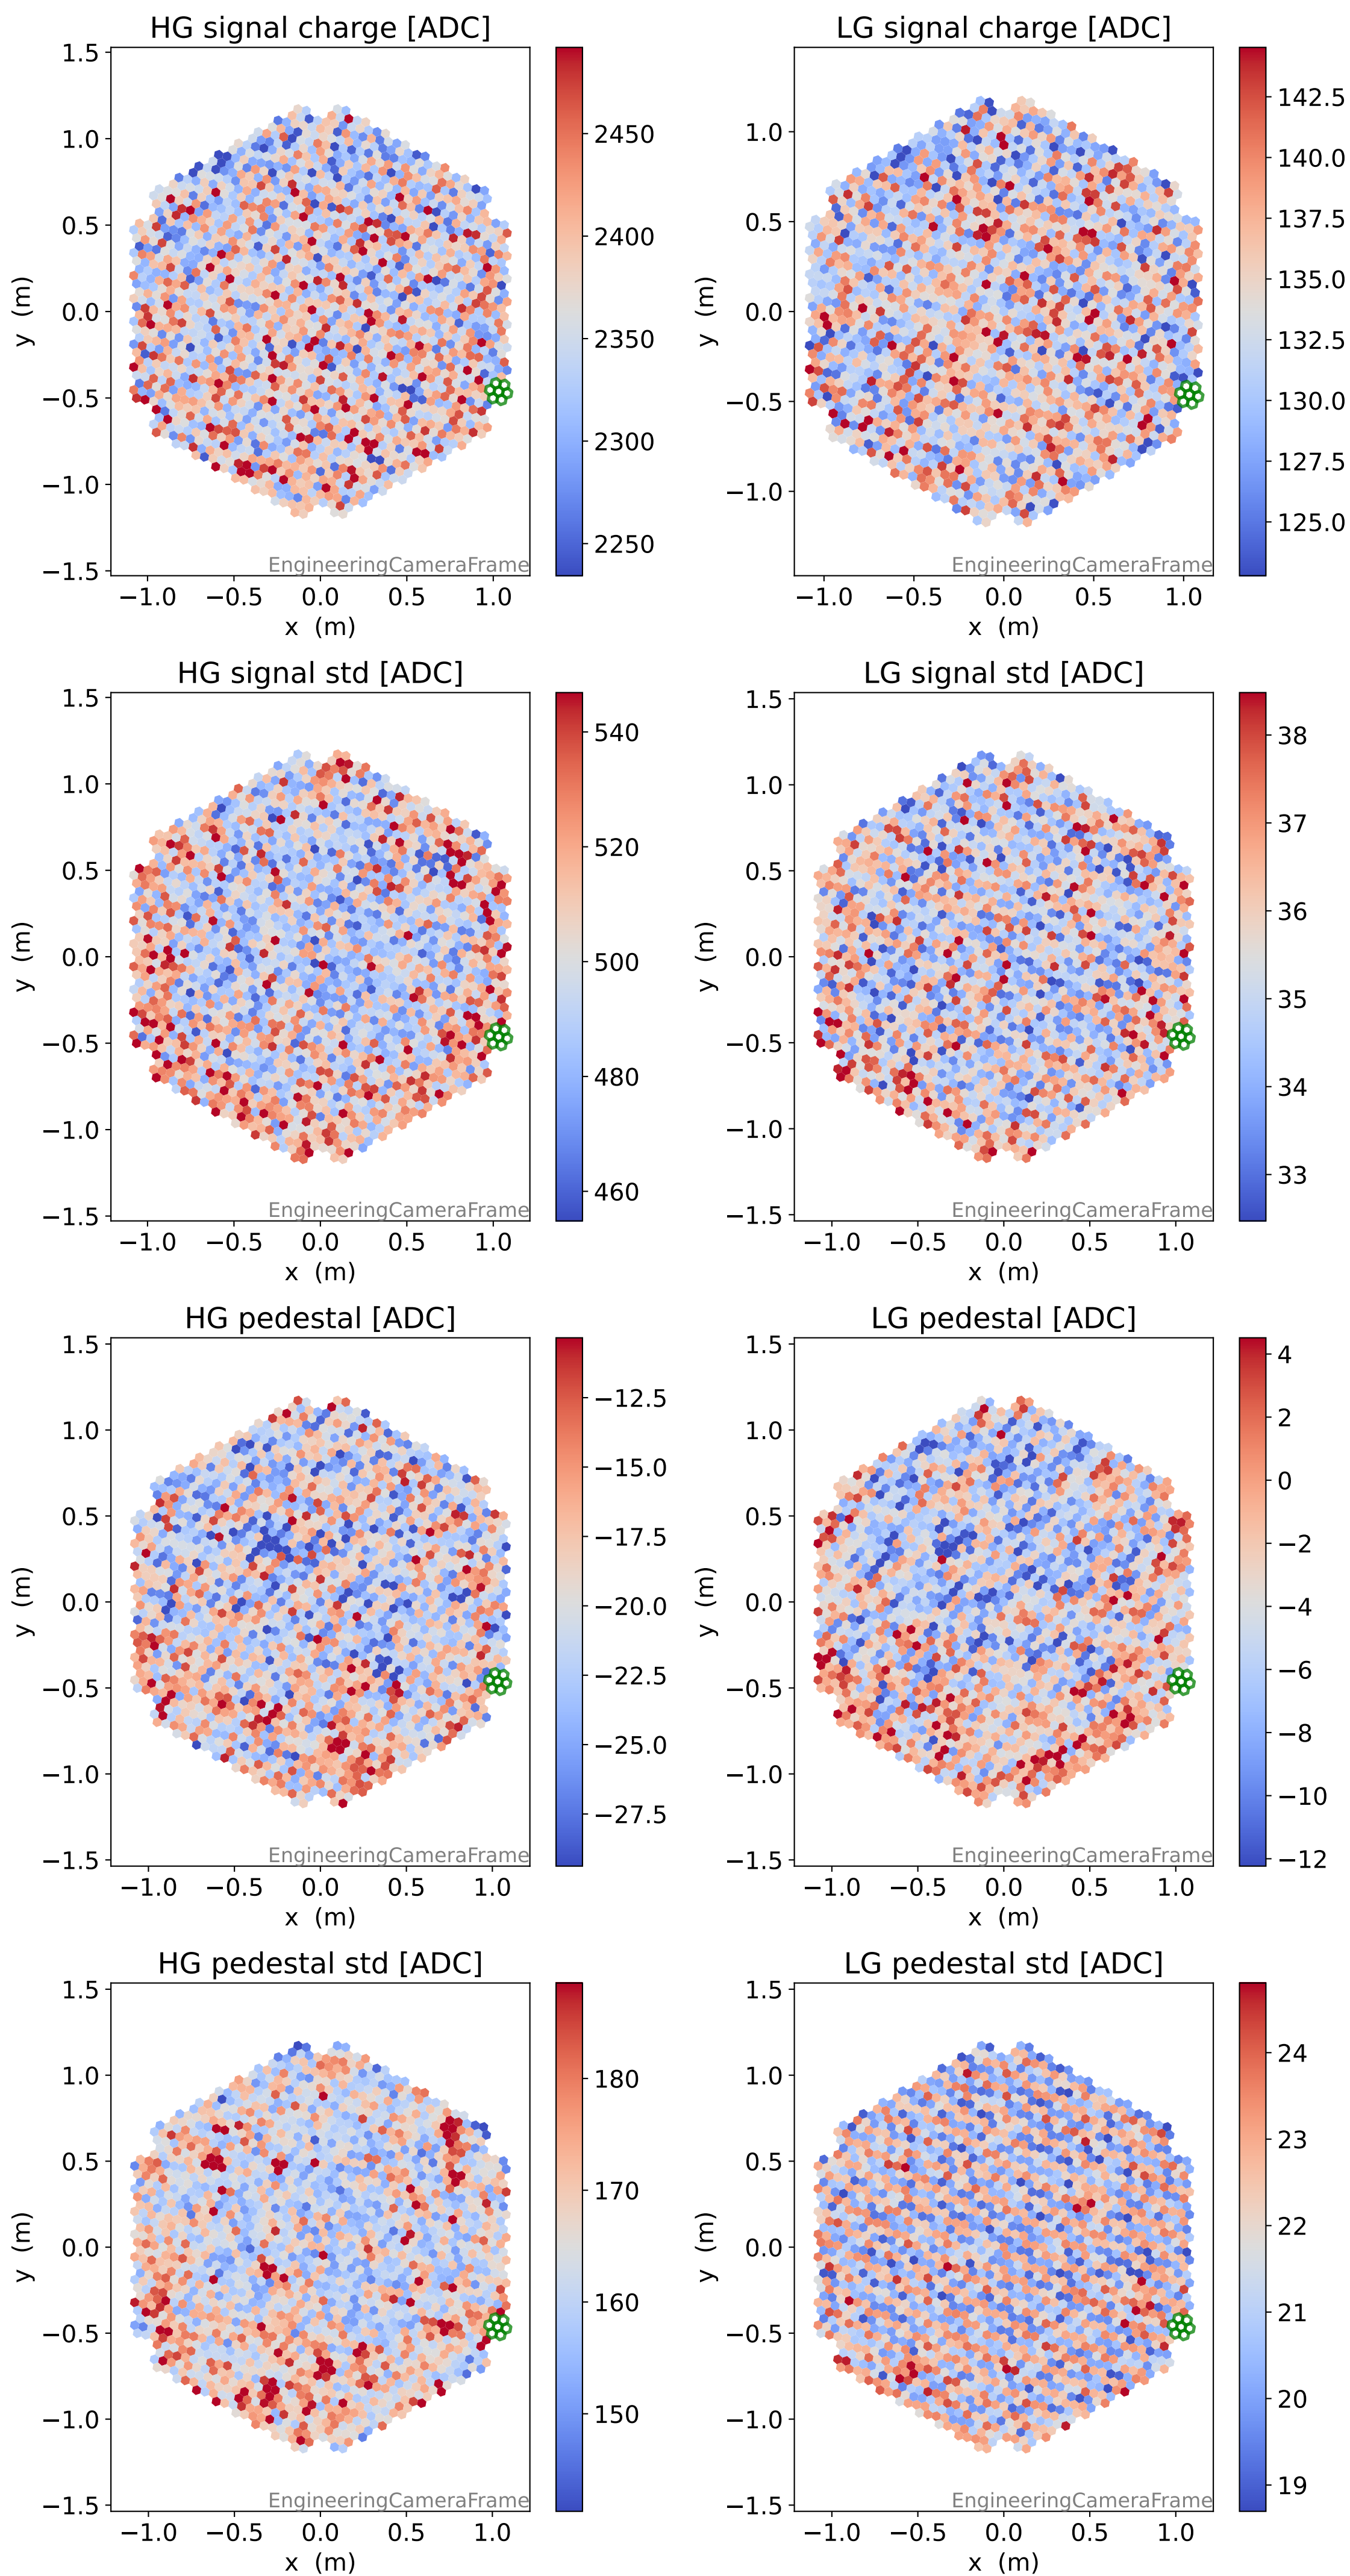 HG signal charge [ADC]
1.5
1.0
0.5
0.0
−0.5
−1.0
−1.5
y (m)
−1.0 −0.5 0.0 0.5 1.0
x (m)
EngineeringCameraFrame
2450
2400
2350
2300
2250
LG signal charge [ADC]
1.0
0.5
0.0
−0.5
−1.0
y (m)
−1.0 −0.5 0.0 0.5 1.0
x (m)
EngineeringCameraFrame
142.5
140.0
137.5
135.0
132.5
130.0
127.5
125.0
HG signal std [ADC]
1.5
1.0
0.5
0.0
−0.5
−1.0
−1.5
y (m)
−1.0 −0.5 0.0 0.5 1.0
x (m)
EngineeringCameraFrame
540
520
500
480
460
LG signal std [ADC]
1.5
1.0
0.5
0.0
−0.5
−1.0
−1.5
y (m)
−1.0 −0.5 0.0 0.5 1.0
x (m)
EngineeringCameraFrame
38
37
36
35
34
33
HG pedestal [ADC]
1.5
1.0
0.5
0.0
−0.5
−1.0
−1.5
y (m)
−1.0 −0.5 0.0 0.5 1.0
x (m)
EngineeringCameraFrame
−12.5
−15.0
−17.5
−20.0
−22.5
−25.0
−27.5
LG pedestal [ADC]
1.5
1.0
0.5
0.0
−0.5
−1.0
−1.5
y (m)
−1.0 −0.5 0.0 0.5 1.0
x (m)
EngineeringCameraFrame
4
2
0
−2
−4
−6
−8
−10
−12
HG pedestal std [ADC]
1.5
1.0
0.5
0.0
−0.5
−1.0
−1.5
y (m)
−1.0 −0.5 0.0 0.5 1.0
x (m)
EngineeringCameraFrame
180
170
160
150
LG pedestal std [ADC]
1.5
1.0
0.5
0.0
−0.5
−1.0
−1.5
y (m)
−1.0 −0.5 0.0 0.5 1.0
x (m)
EngineeringCameraFrame
24
23
22
21
20
19